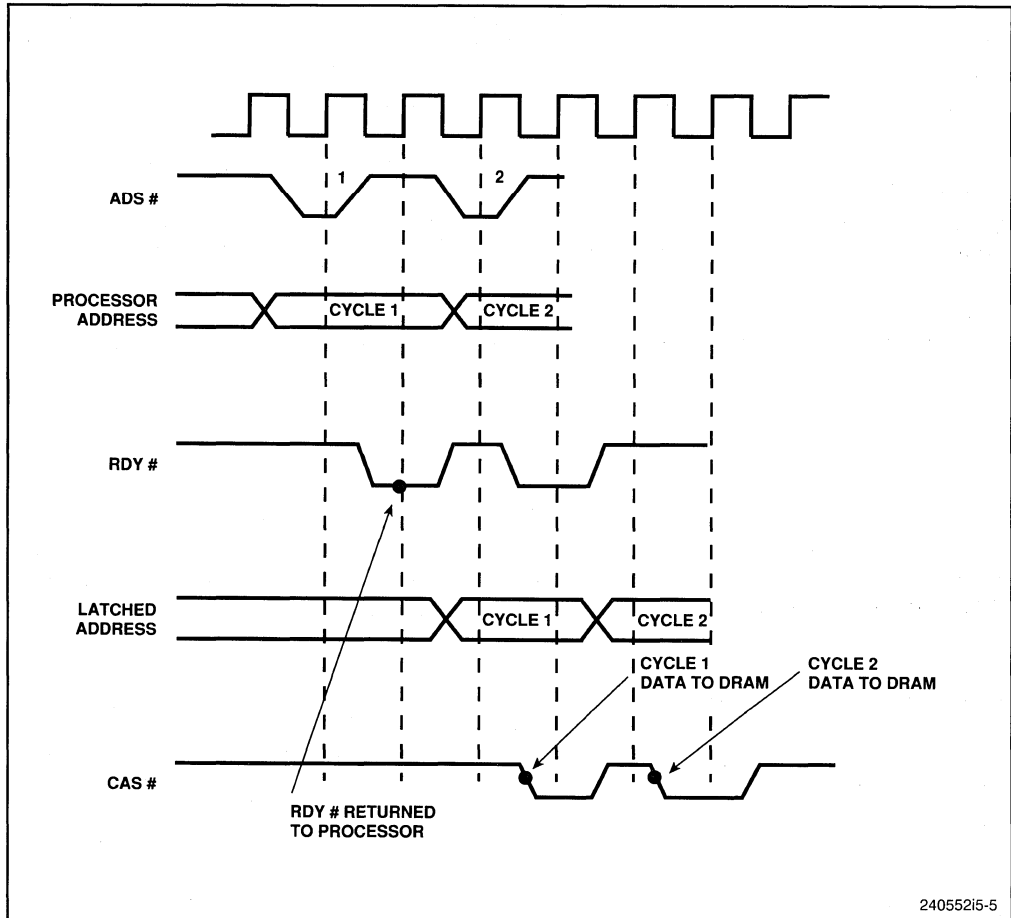 1
2
ADS #
PROCESSOR
ADDRESS
CYCLE 1
CYCLE 2
RDY #
LATCHED
ADDRESS
CYCLE 1
CYCLE 2
CYCLE 1
DATA TO DRAM
CYCLE 2
DATA TO DRAM
CAS #
RDY # RETURNED
TO PROCESSOR
240552i5-5